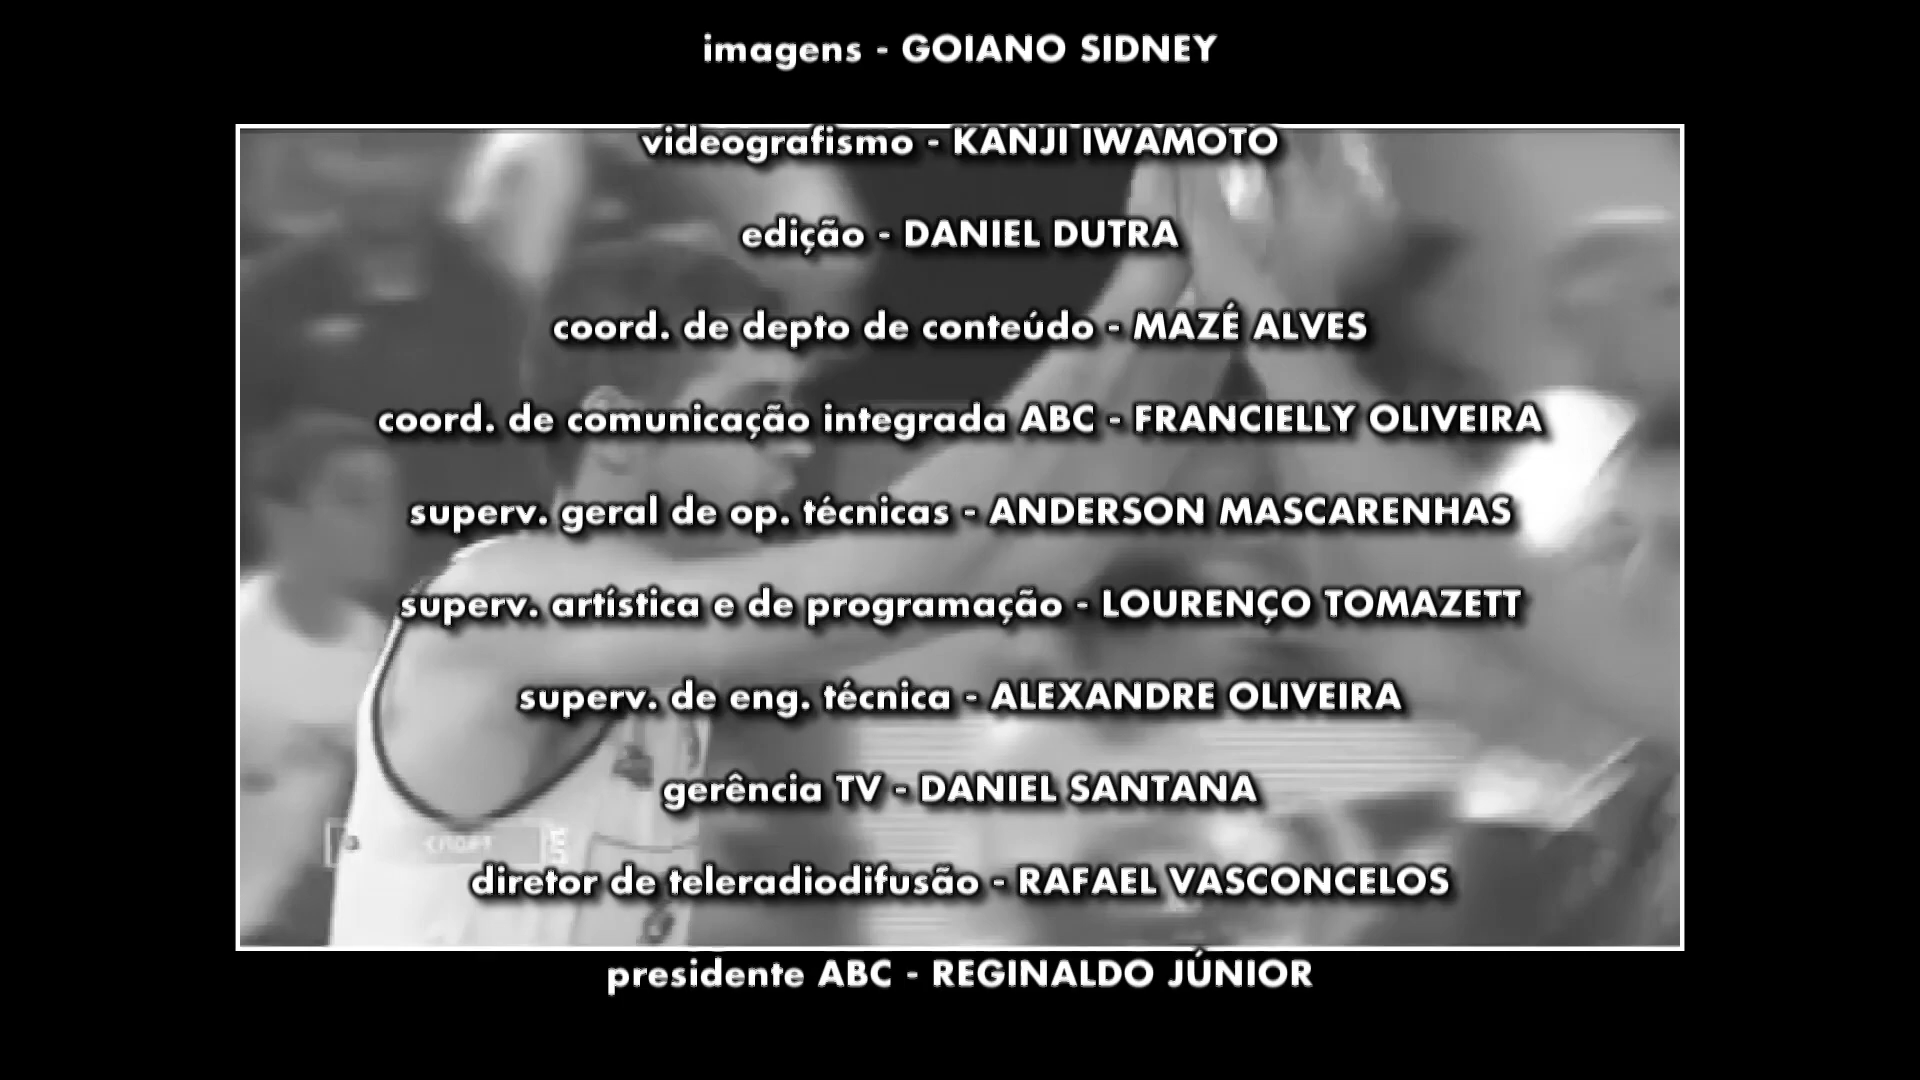 imagens - GOIANO SIDNEY
videografismo - KANJI IWAMOTO
edição - DANIEL DUTRA
coord. de depto de conteúdo - MAZÉ ALVES
coord. de comunicação integrada ABC - FRANCIELLY OLIVEIRA
superv. geral de op. técnicas - ANDERSON MASCARENHAS
superv. artística e de programação - LOURENÇO TOMAZETT
superv. de eng. técnica - ALEXANDRE OLIVEIRA
gerência TV - DANIEL SANTANA
diretor de teleradiodifusão - RAFAEL VASCONCELOS
presidente ABC - REGINALDO JÚNIOR